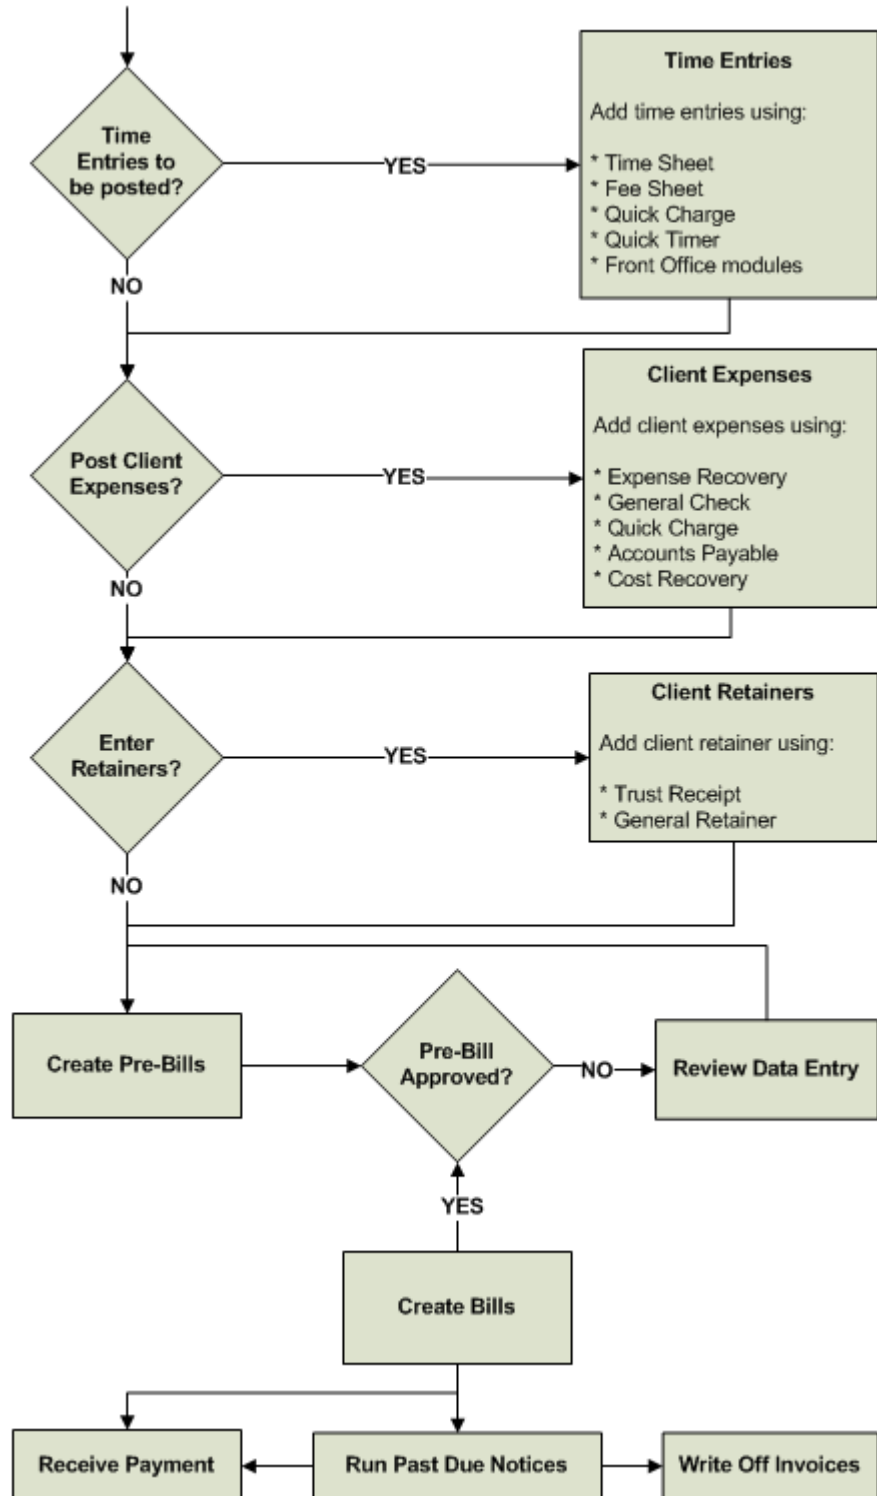 Time
Entries to
be posted?
YES
Time Entries
Add time entries using:
* Time Sheet
* Fee Sheet
* Quick Charge
* Quick Timer
* Front Office modules
NO
Post Client
Expenses?
YES
Client Expenses
Add client expenses using:
* Expense Recovery
* General Check
* Quick Charge
* Accounts Payable
* Cost Recovery
NO
Enter
Retainers?
YES
Client Retainers
Add client retainer using:
* Trust Receipt
* General Retainer
NO
Create Pre-Bills
Pre-Bill
Approved?
NO
Review Data Entry
YES
Create Bills
Receive Payment
Run Past Due Notices
Write Off Invoices